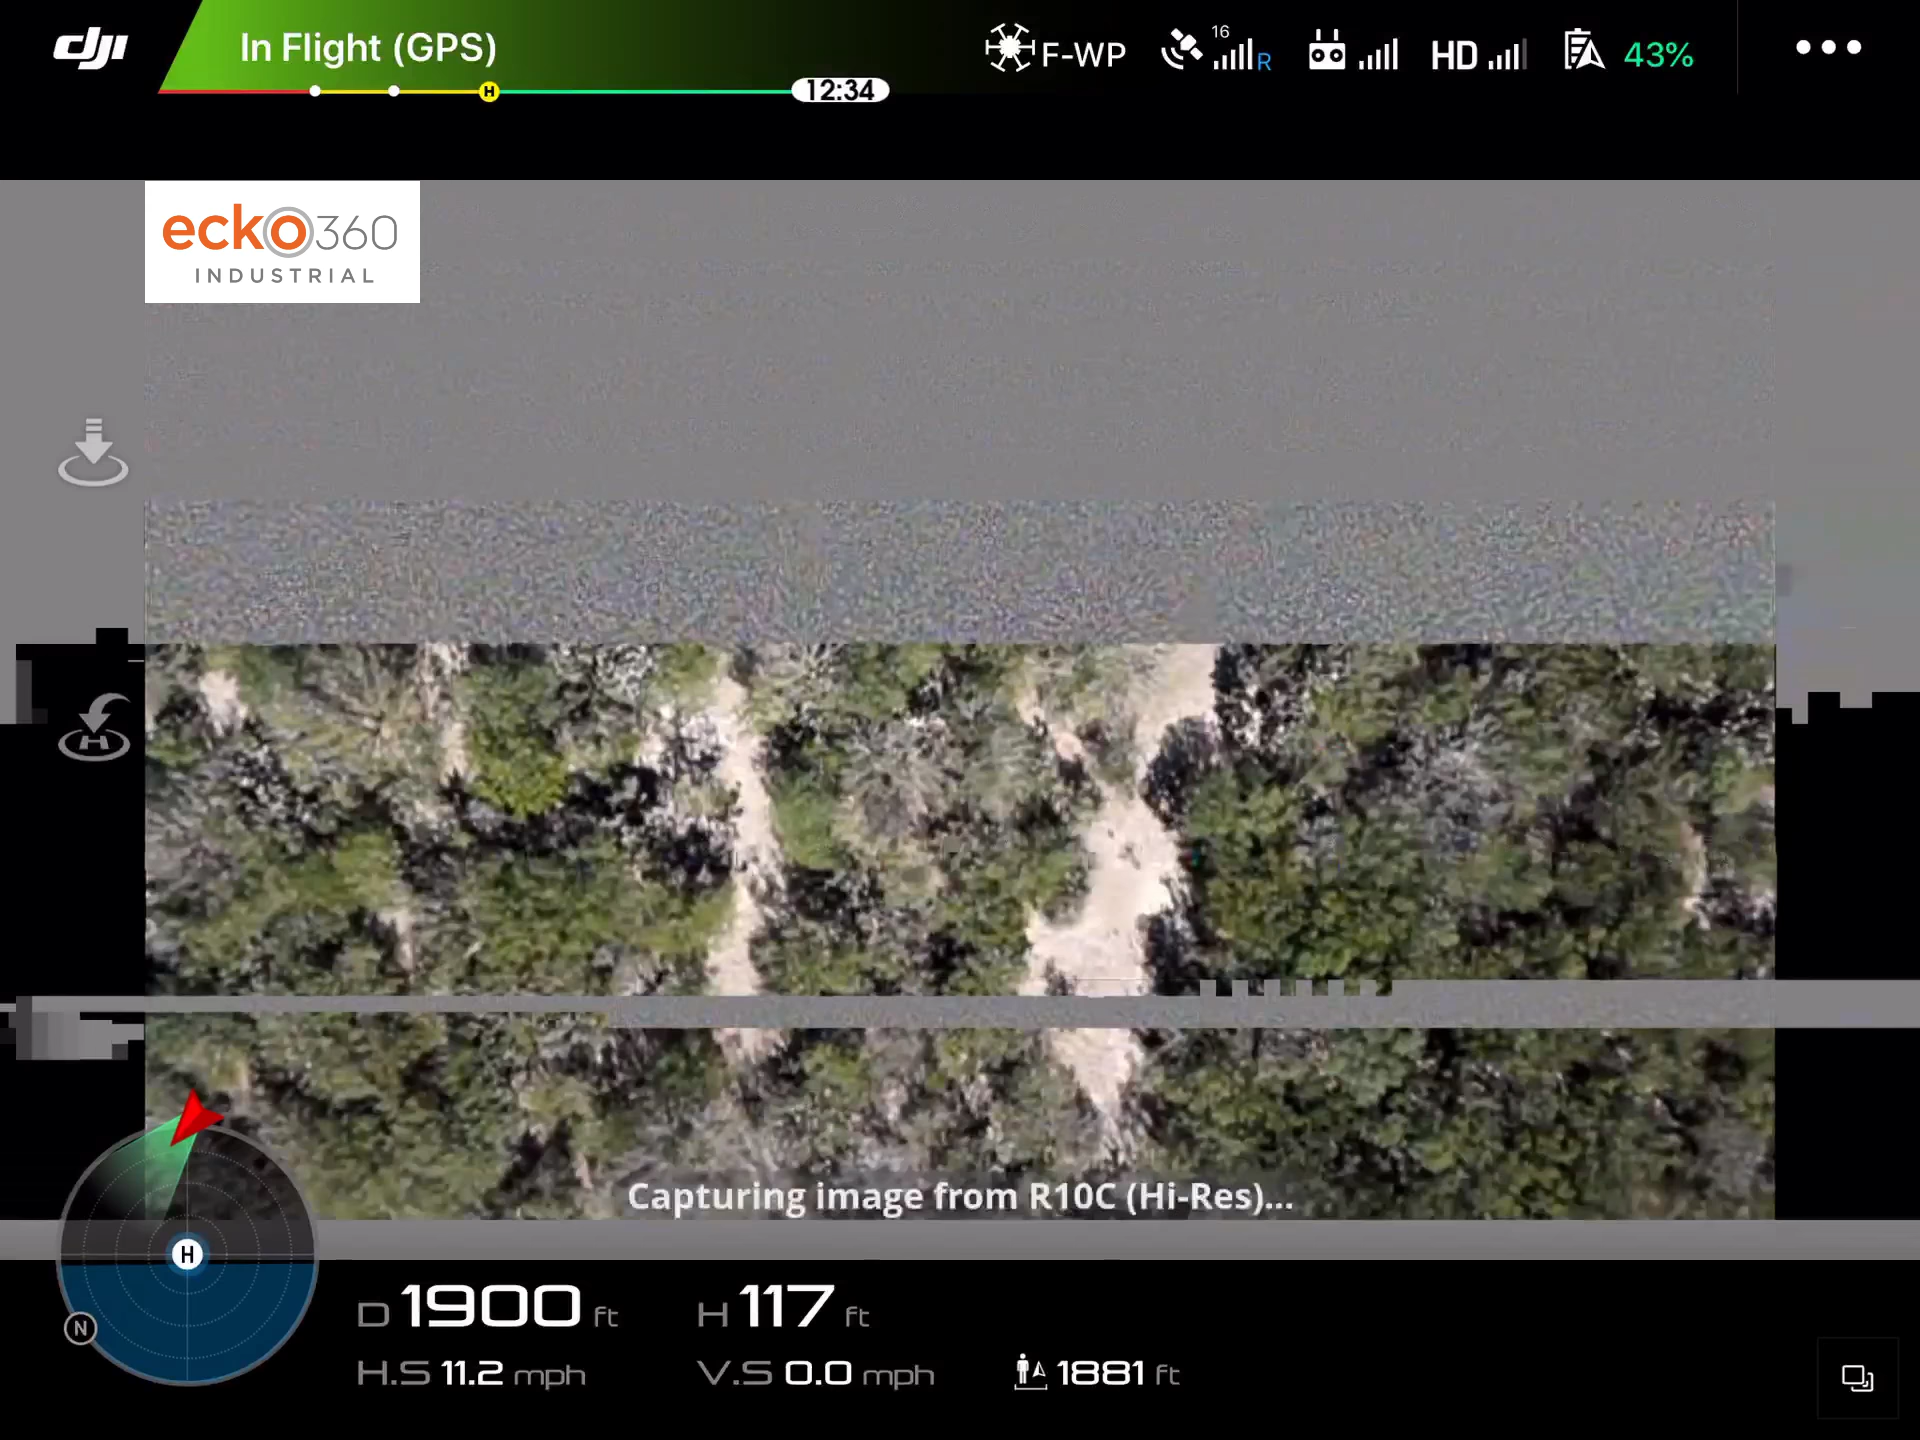 dji
In Flight (GPS)
F-WP
16
R
HD
43%
H
12:34
ecko360
INDUSTRIAL
H
Capturing image from R10C (Hi-Res)...
H
N
D 1900 ft
H 117 ft
H.S 11.2 mph
V.S 0.0 mph
1881 ft